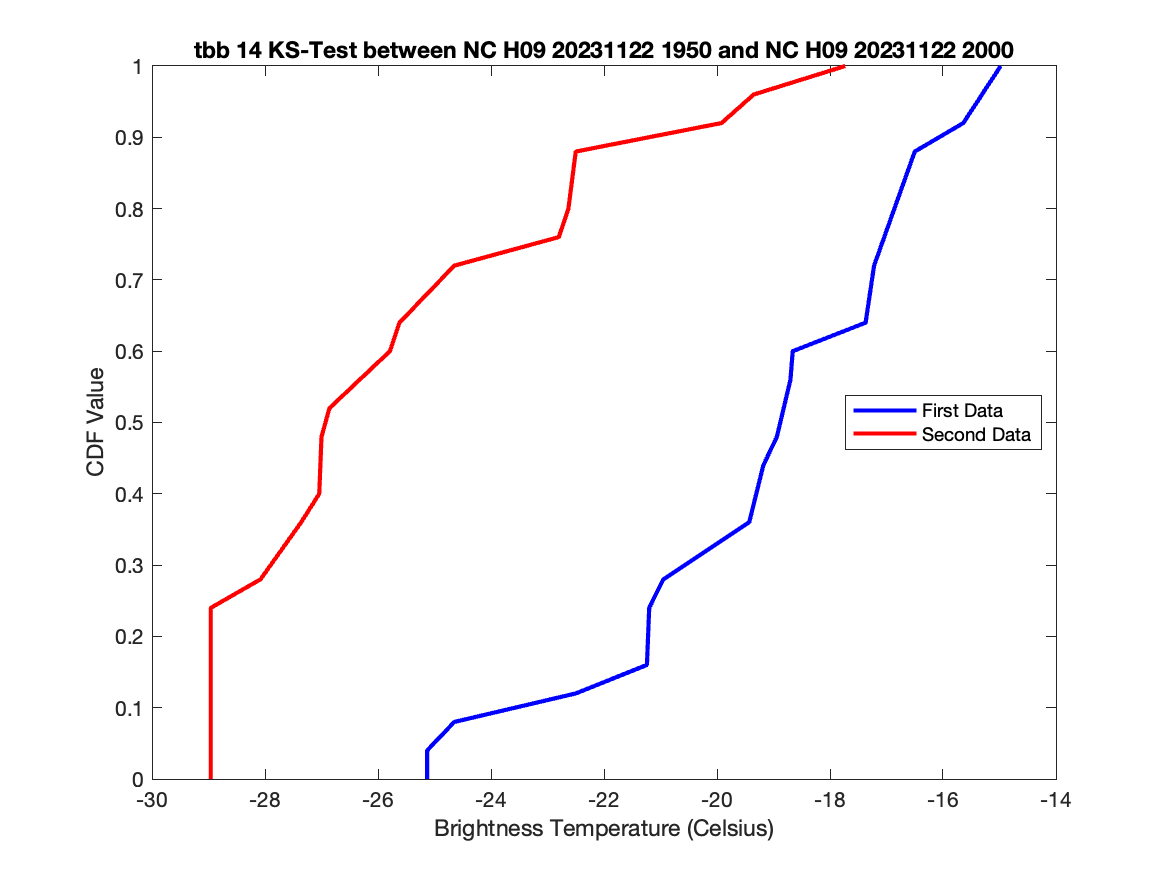 tbb 14 KS-Test between NC H09 20231122 1950 and NC H09 20231122 2000
1
0.9
0.8
0.7
0.6
0.5
0.4
0.3
0.2
0.1
0
CDF Value
First Data
Second Data
-30 -28 -26 -24 -22 -20 -18 -16 -14
Brightness Temperature (Celsius)